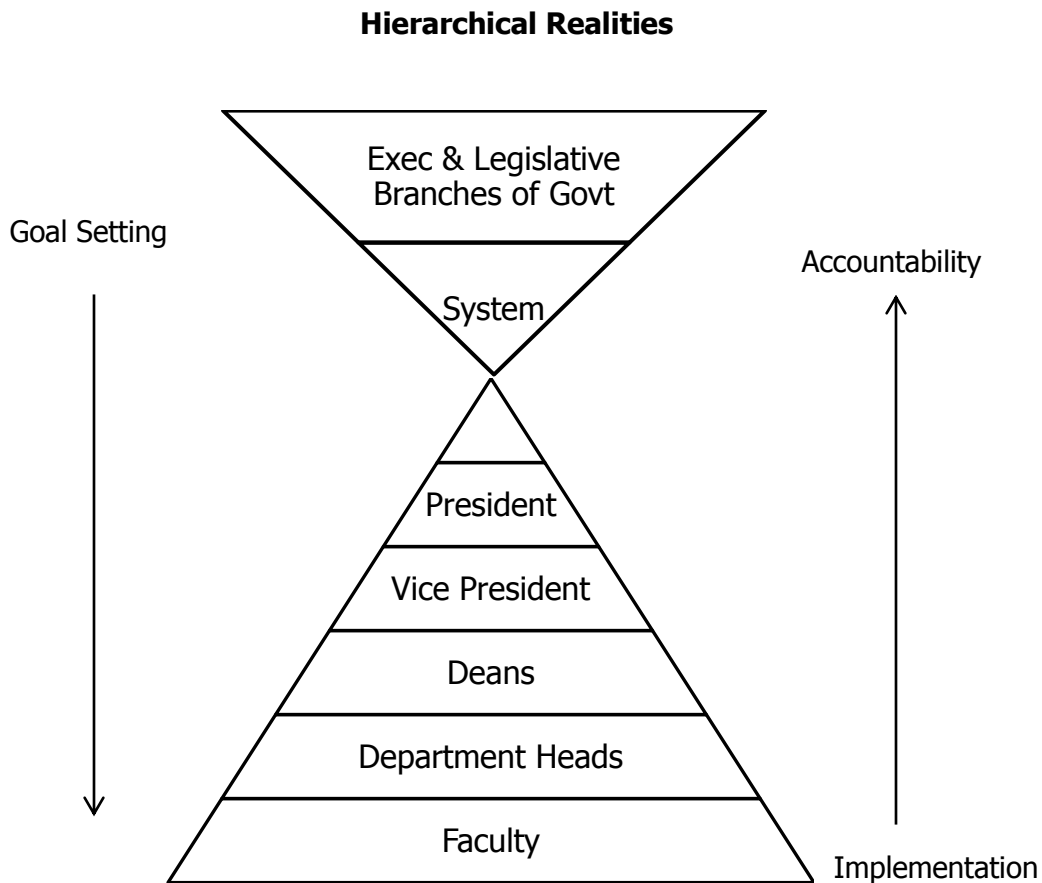 Hierarchical Realities
Exec & Legislative
Branches of Govt
Goal Setting
Accountability
System
President
Vice President
Deans
Department Heads
Faculty
Implementation